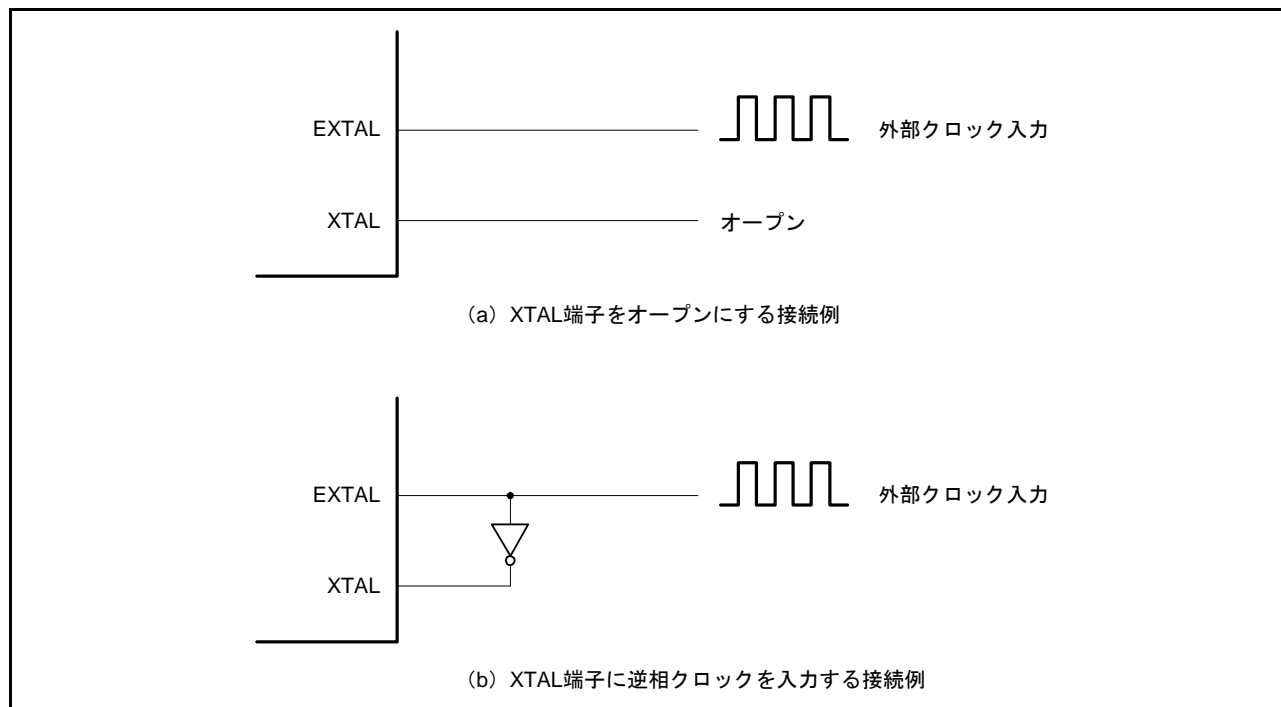 EXTAL
外部クロック入力
XTAL
オープン
（a）XTAL端子をオープンにする接続例
EXTAL
外部クロック入力
XTAL
（b）XTAL端子に逆相クロックを入力する接続例